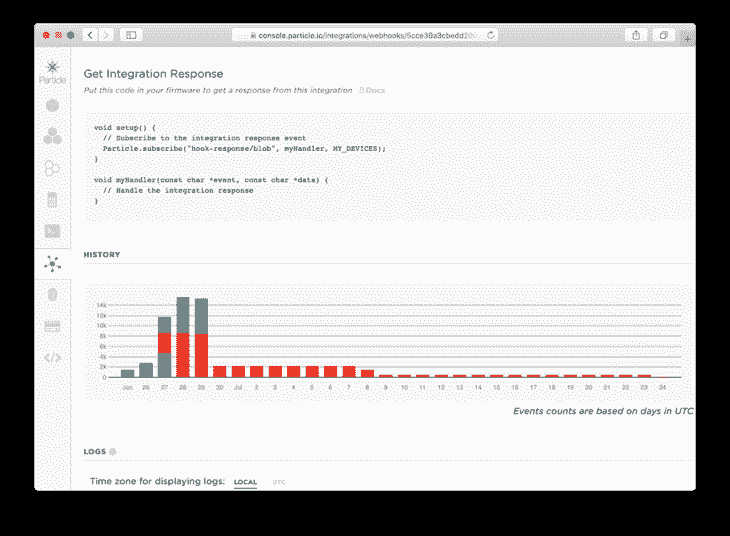 console.particle.io/integrations/webhooks/5cce39a3cbedd200
Particle
Get Integration Response
Put this code in your firmware to get a response from this integration Docs
void setup() {
// Subscribe to the integration response event
Particle.subscribe("hook-response/blob", myHandler, MY_DEVICES);
}
void myHandler(const char *event, const char *data) {
// Handle the integration response
}
HISTORY
14k
12k
10k
8k
6k
4k
2k
0
Jun 26 27 28 29 30 Jul 2 3 4 5 6 7 8 9 10 11 12 13 14 15 16 17 18 19 20 21 22 23 24
Events counts are based on days in UTC
LOGS
Time zone for displaying logs: LOCAL UTC